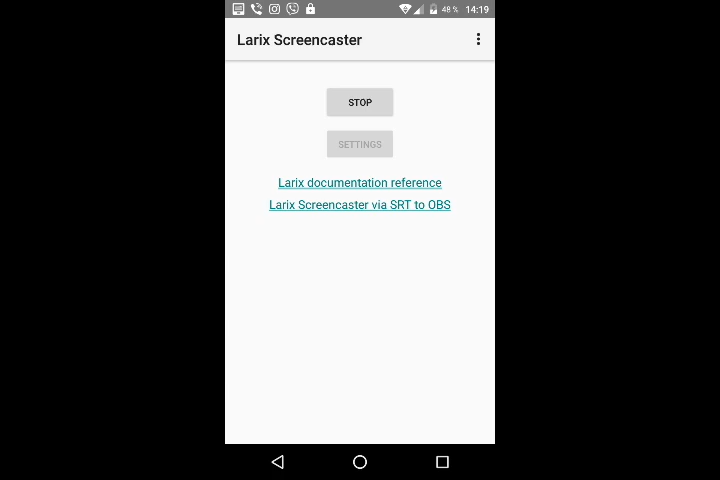 48 % 14:19
Larix Screencaster
STOP
SETTINGS
Larix documentation reference
Larix Screencaster via SRT to OBS